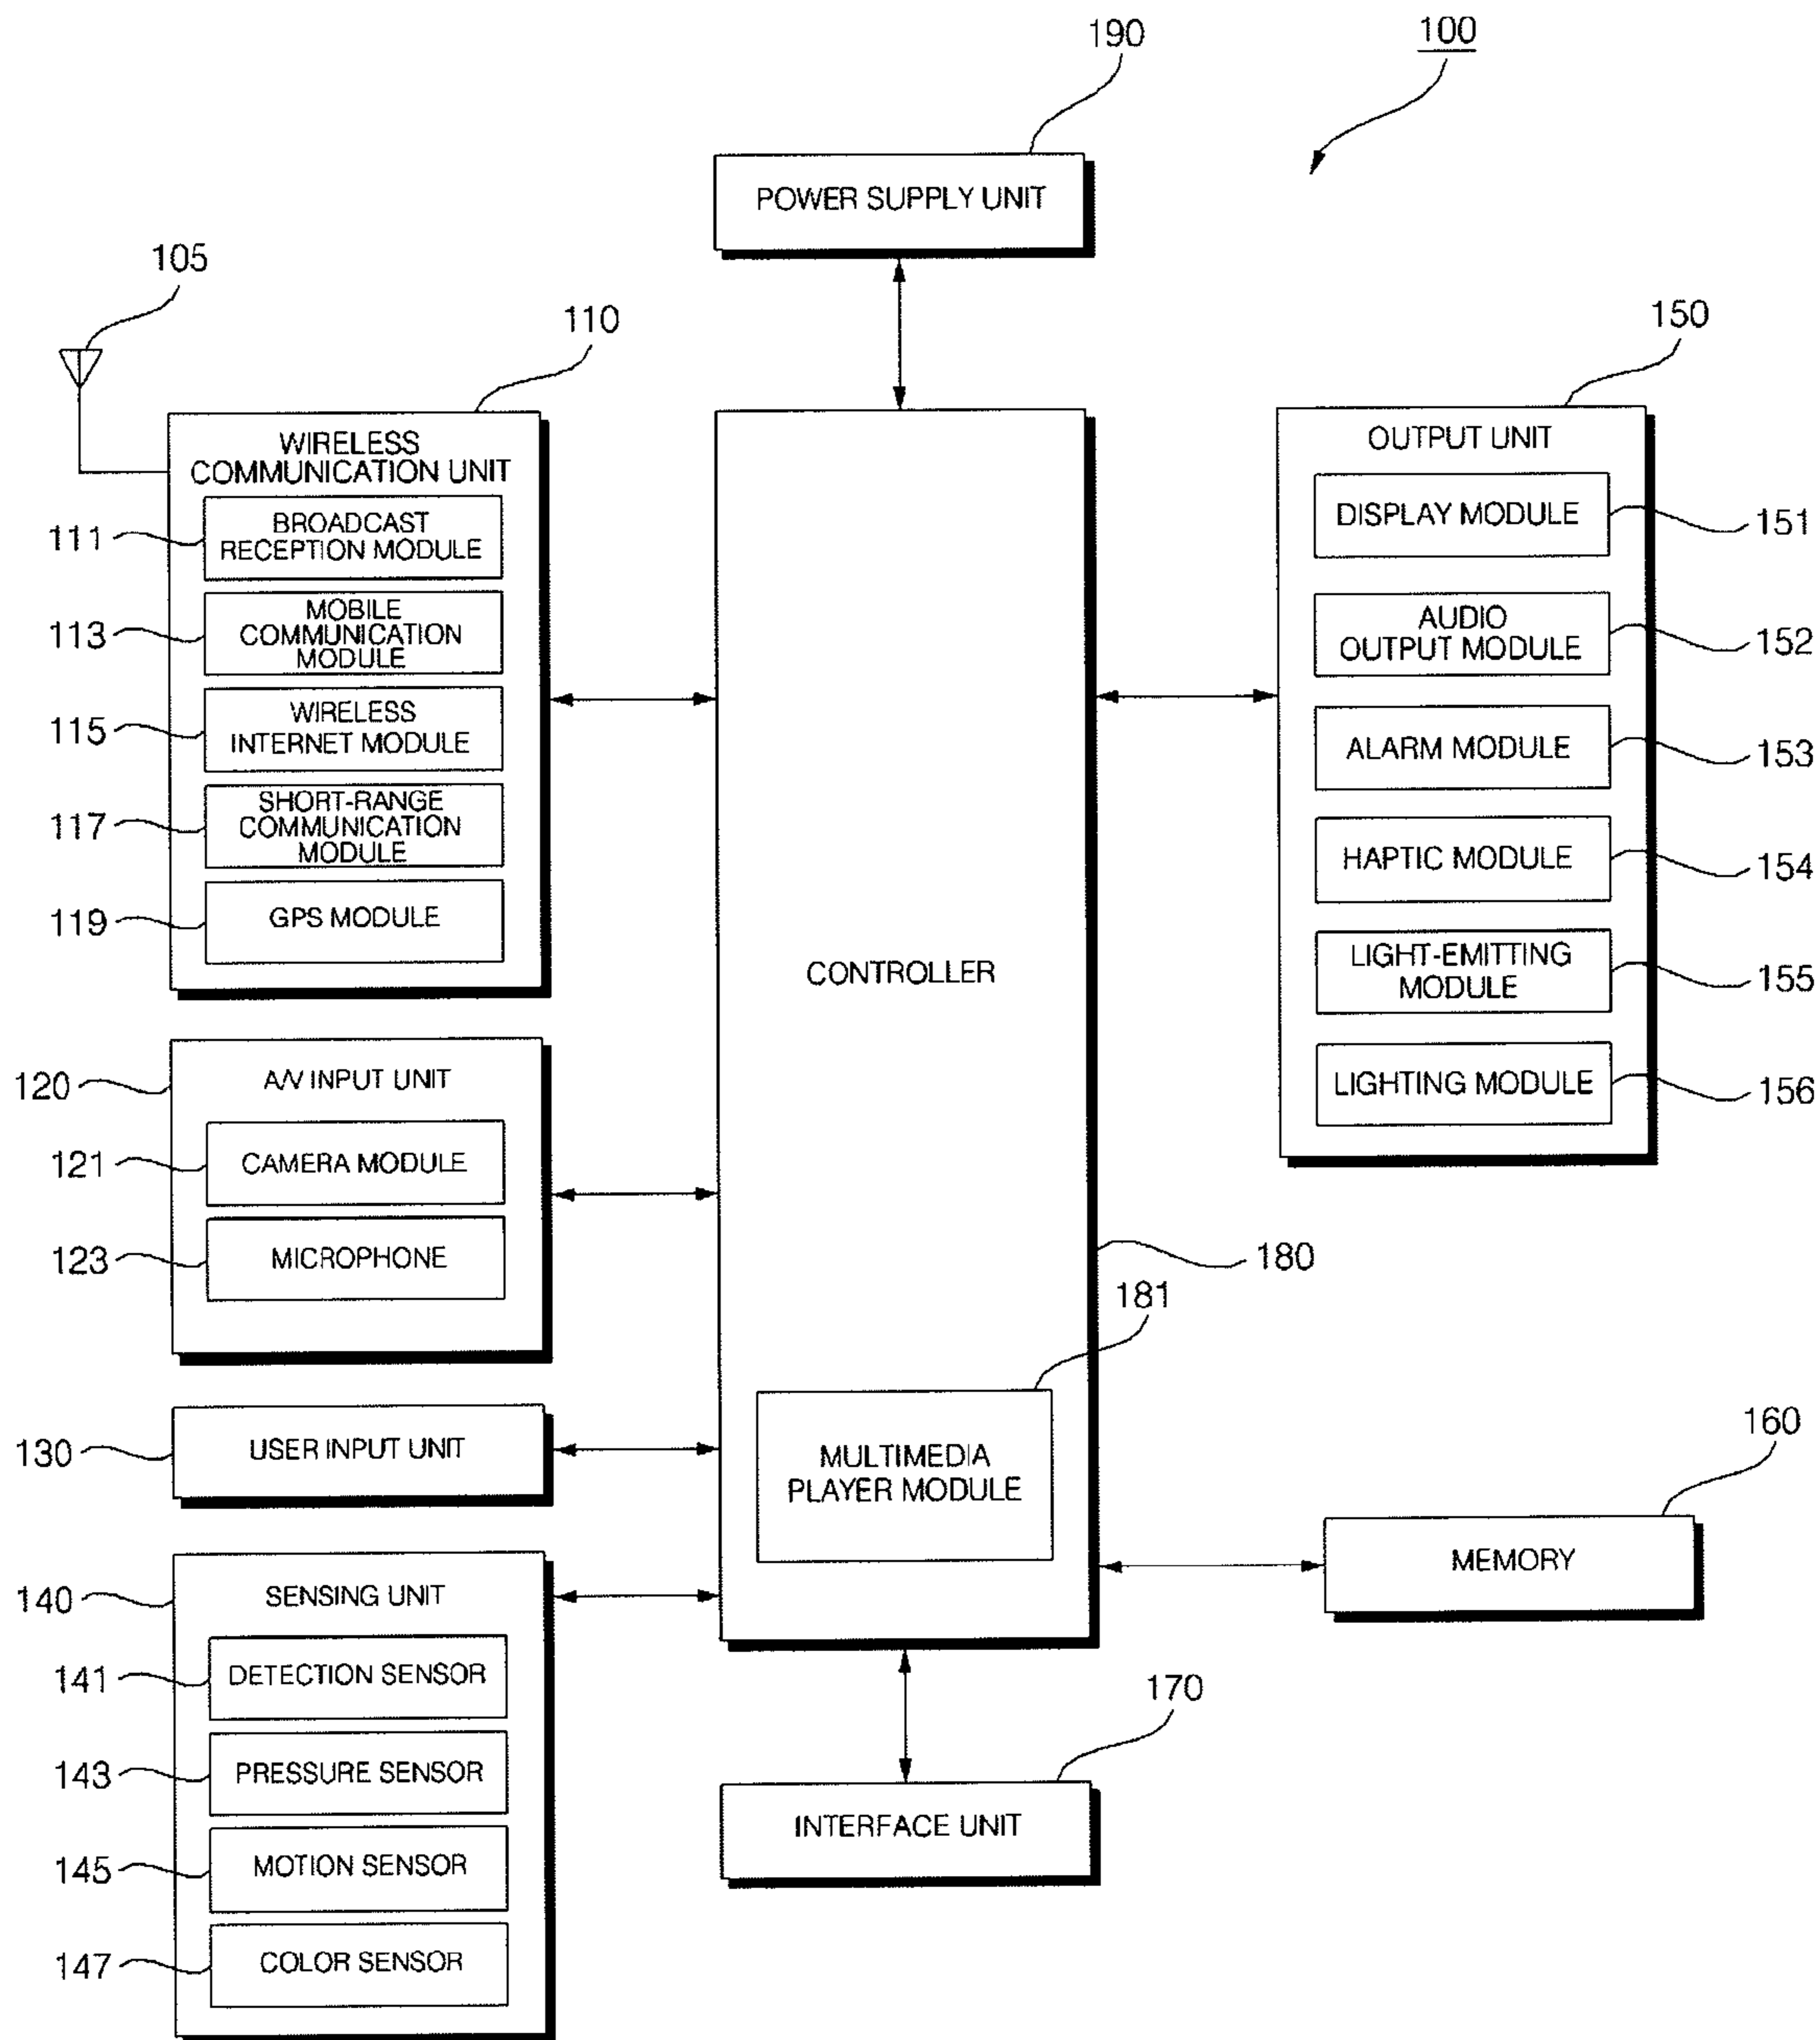 190
100
POWER SUPPLY UNIT
105
110
150
WIRELESS
COMMUNICATION UNIT
111
BROADCAST
RECEPTION MODULE
113
MOBILE
COMMUNICATION
MODULE
115
WIRELESS
INTERNET MODULE
117
SHORT-RANGE
COMMUNICATION
MODULE
119
GPS MODULE
120
A/V INPUT UNIT
121
CAMERA MODULE
123
MICROPHONE
130
USER INPUT UNIT
140
SENSING UNIT
141
DETECTION SENSOR
143
PRESSURE SENSOR
145
MOTION SENSOR
147
COLOR SENSOR
CONTROLLER
180
181
MULTIMEDIA
PLAYER MODULE
170
INTERFACE UNIT
OUTPUT UNIT
DISPLAY MODULE
151
AUDIO
OUTPUT MODULE
152
ALARM MODULE
153
HAPTIC MODULE
154
LIGHT-EMITTING
MODULE
155
LIGHTING MODULE
156
160
MEMORY